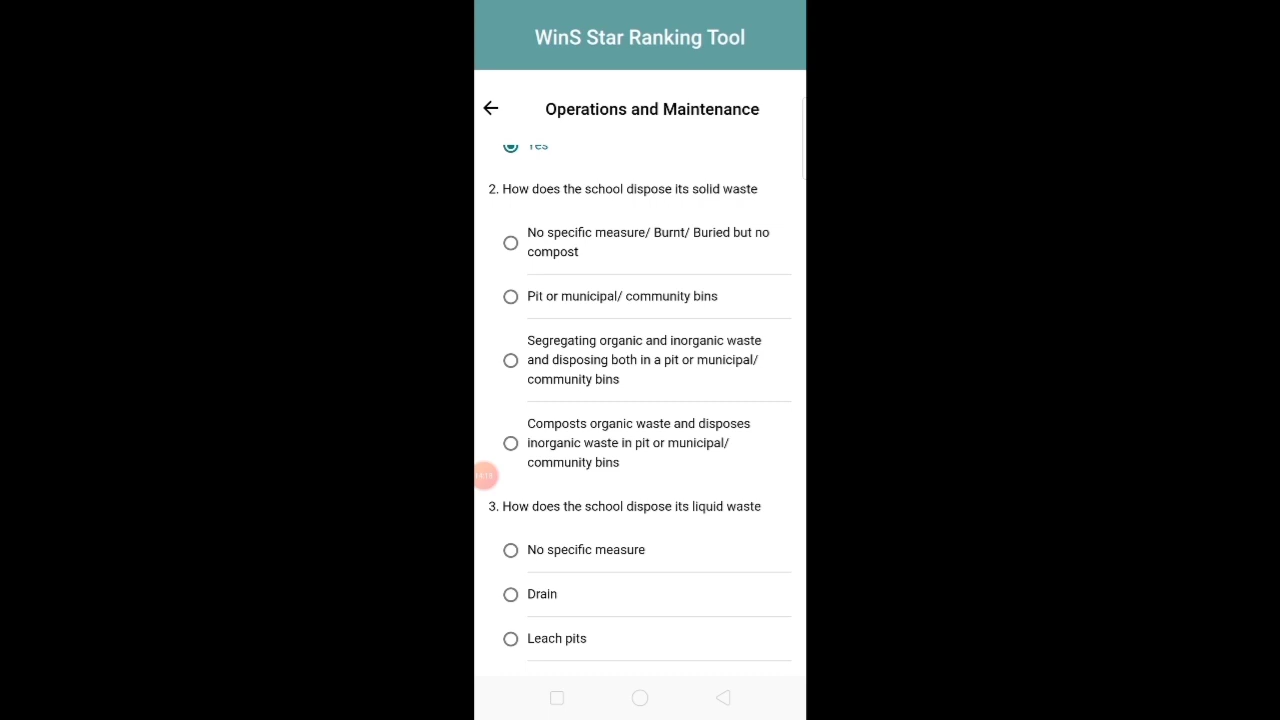 WinS Star Ranking Tool
Operations and Maintenance
Yes
2. How does the school dispose its solid waste
No specific measure/ Burnt/ Buried but no
compost
Pit or municipal/ community bins
Segregating organic and inorganic waste
and disposing both in a pit or municipal/
community bins
Composts organic waste and disposes
inorganic waste in pit or municipal/
community bins
3. How does the school dispose its liquid waste
No specific measure
Drain
Leach pits